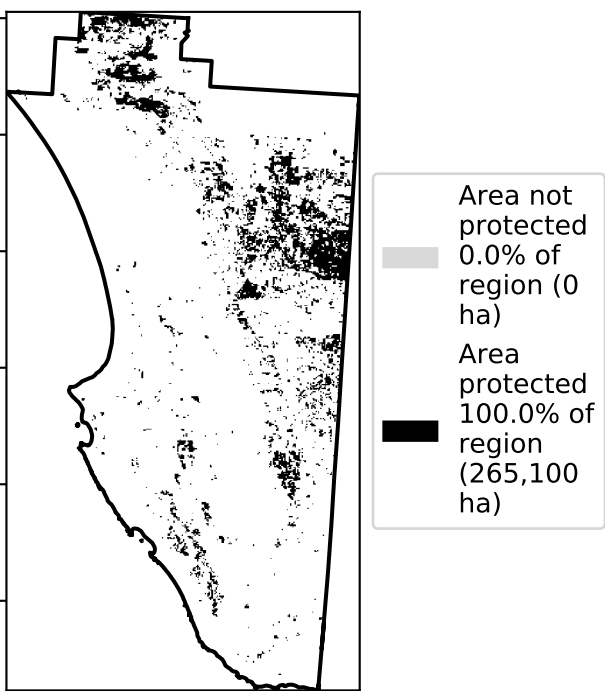 Area not
protected
0.0% of
region (0
ha)
Area
protected
100.0% of
region
(265,100
ha)